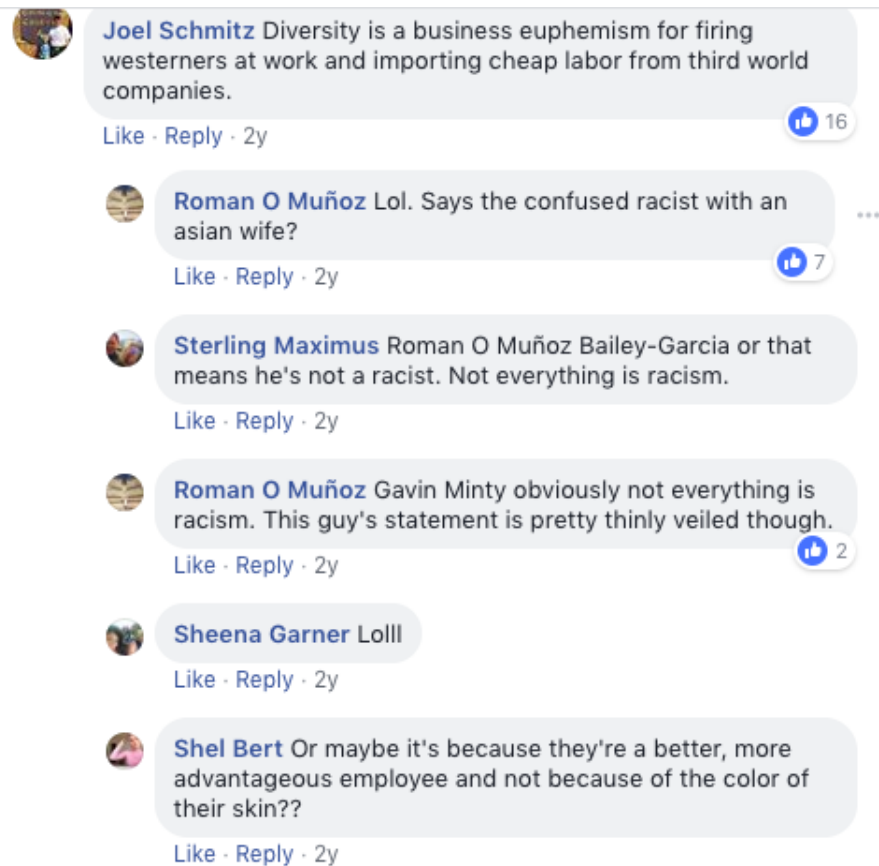 Joel Schmitz Diversity is a business euphemism for firing
westerners at work and importing cheap labor from third world
companies.
16
Like · Reply · 2y
Roman O Muñoz Lol. Says the confused racist with an
asian wife?
7
Like · Reply · 2y
Sterling Maximus Roman O Muñoz Bailey-Garcia or that
means he's not a racist. Not everything is racism.
Like · Reply · 2y
Roman O Muñoz Gavin Minty obviously not everything is
racism. This guy's statement is pretty thinly veiled though.
2
Like · Reply · 2y
Sheena Garner Lolll
Like · Reply · 2y
Shel Bert Or maybe it's because they're a better, more
advantageous employee and not because of the color of
their skin??
Like · Reply · 2y